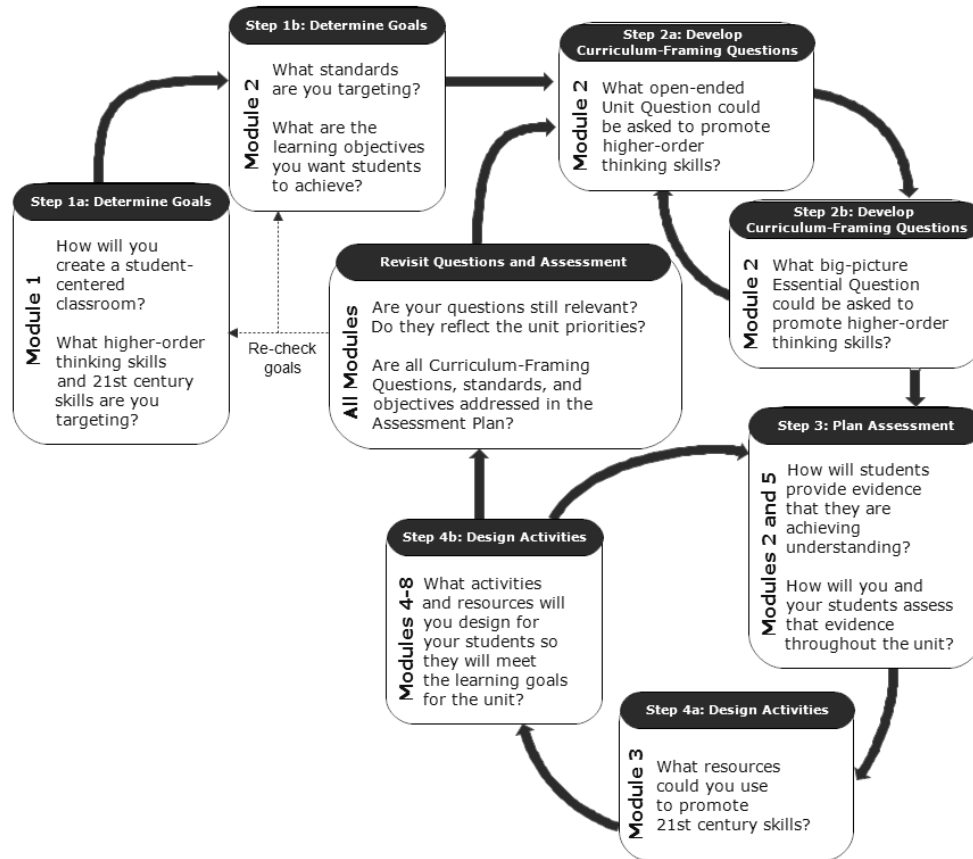 Step 1a: Determine Goals
Module 1
How will you
create a student-
centered
classroom?
What higher-order
thinking skills
and 21st century
skills are you
targeting?
Step 1b: Determine Goals
Module 2
What standards
are you targeting?
What are the
learning objectives
you want students
to achieve?
Step 2a: Develop
Curriculum-Framing Questions
Module 2
What open-ended
Unit Question could
be asked to promote
higher-order
thinking skills?
Step 2b: Develop
Curriculum-Framing Questions
Module 2
What big-picture
Essential Question
could be asked to
promote higher-order
thinking skills?
Revisit Questions and Assessment
All Modules
Are your questions still relevant?
Do they reflect the unit priorities?
Are all Curriculum-Framing
Questions, standards, and
objectives addressed in the
Assessment Plan?
Re-check
goals
Step 3: Plan Assessment
Modules 2 and 5
How will students
provide evidence
that they are
achieving
understanding?
How will you and
your students assess
that evidence
throughout the unit?
Step 4b: Design Activities
Modules 4-8
What activities
and resources will
you design for
your students so
they will meet
the learning goals
for the unit?
Step 4a: Design Activities
Module 3
What resources
could you use
to promote
21st century skills?